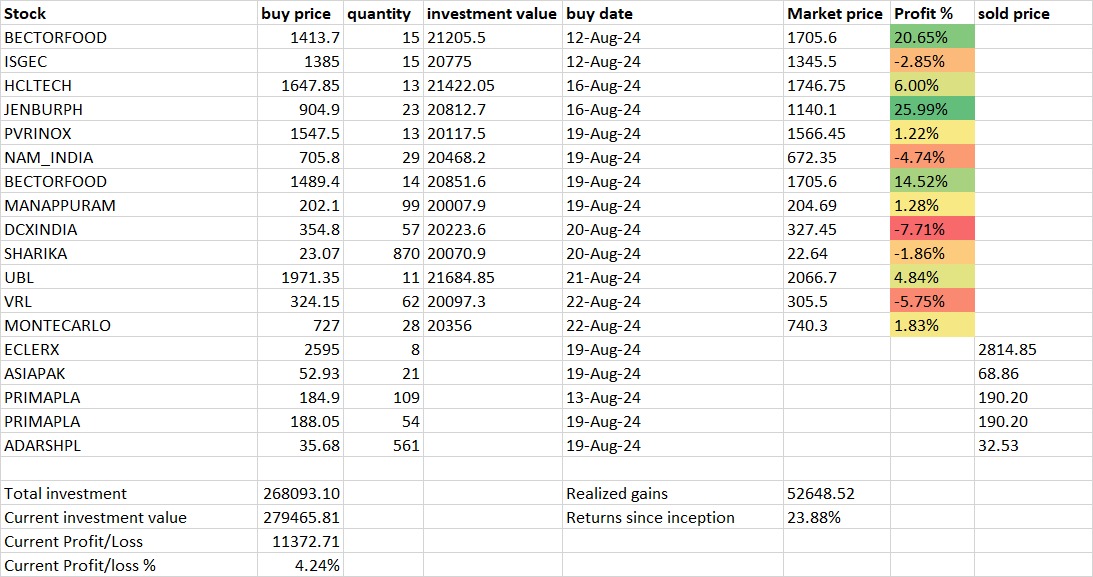 Stock buy price quantity investment value buy date Market price Profit % sold price
BECTORFOOD 1413.7 15 21205.5 12-Aug-24 1705.6 20.65%
ISGEC 1385 15 20775 12-Aug-24 1345.5 -2.85%
HCLTECH 1647.85 13 21422.05 16-Aug-24 1746.75 6.00%
JENBURPH 904.9 23 20812.7 16-Aug-24 1140.1 25.99%
PVRINOX 1547.5 13 20117.5 19-Aug-24 1566.45 1.22%
NAM_INDIA 705.8 29 20468.2 19-Aug-24 672.35 -4.74%
BECTORFOOD 1489.4 14 20851.6 19-Aug-24 1705.6 14.52%
MANAPPURAM 202.1 99 20007.9 19-Aug-24 204.69 1.28%
DCXINDIA 354.8 57 20223.6 20-Aug-24 327.45 -7.71%
SHARIKA 23.07 870 20070.9 20-Aug-24 22.64 -1.86%
UBL 1971.35 11 21684.85 21-Aug-24 2066.7 4.84%
VRL 324.15 62 20097.3 22-Aug-24 305.5 -5.75%
MONTECARLO 727 28 20356 22-Aug-24 740.3 1.83%
ECLERX 2595 8 19-Aug-24 2814.85
ASIAPAK 52.93 21 19-Aug-24 68.86
PRIMAPLA 184.9 109 13-Aug-24 190.20
PRIMAPLA 188.05 54 19-Aug-24 190.20
ADARSHPL 35.68 561 19-Aug-24 32.53
Total investment 268093.10 Realized gains 52648.52
Current investment value 279465.81 Returns since inception 23.88%
Current Profit/Loss 11372.71
Current Profit/loss % 4.24%